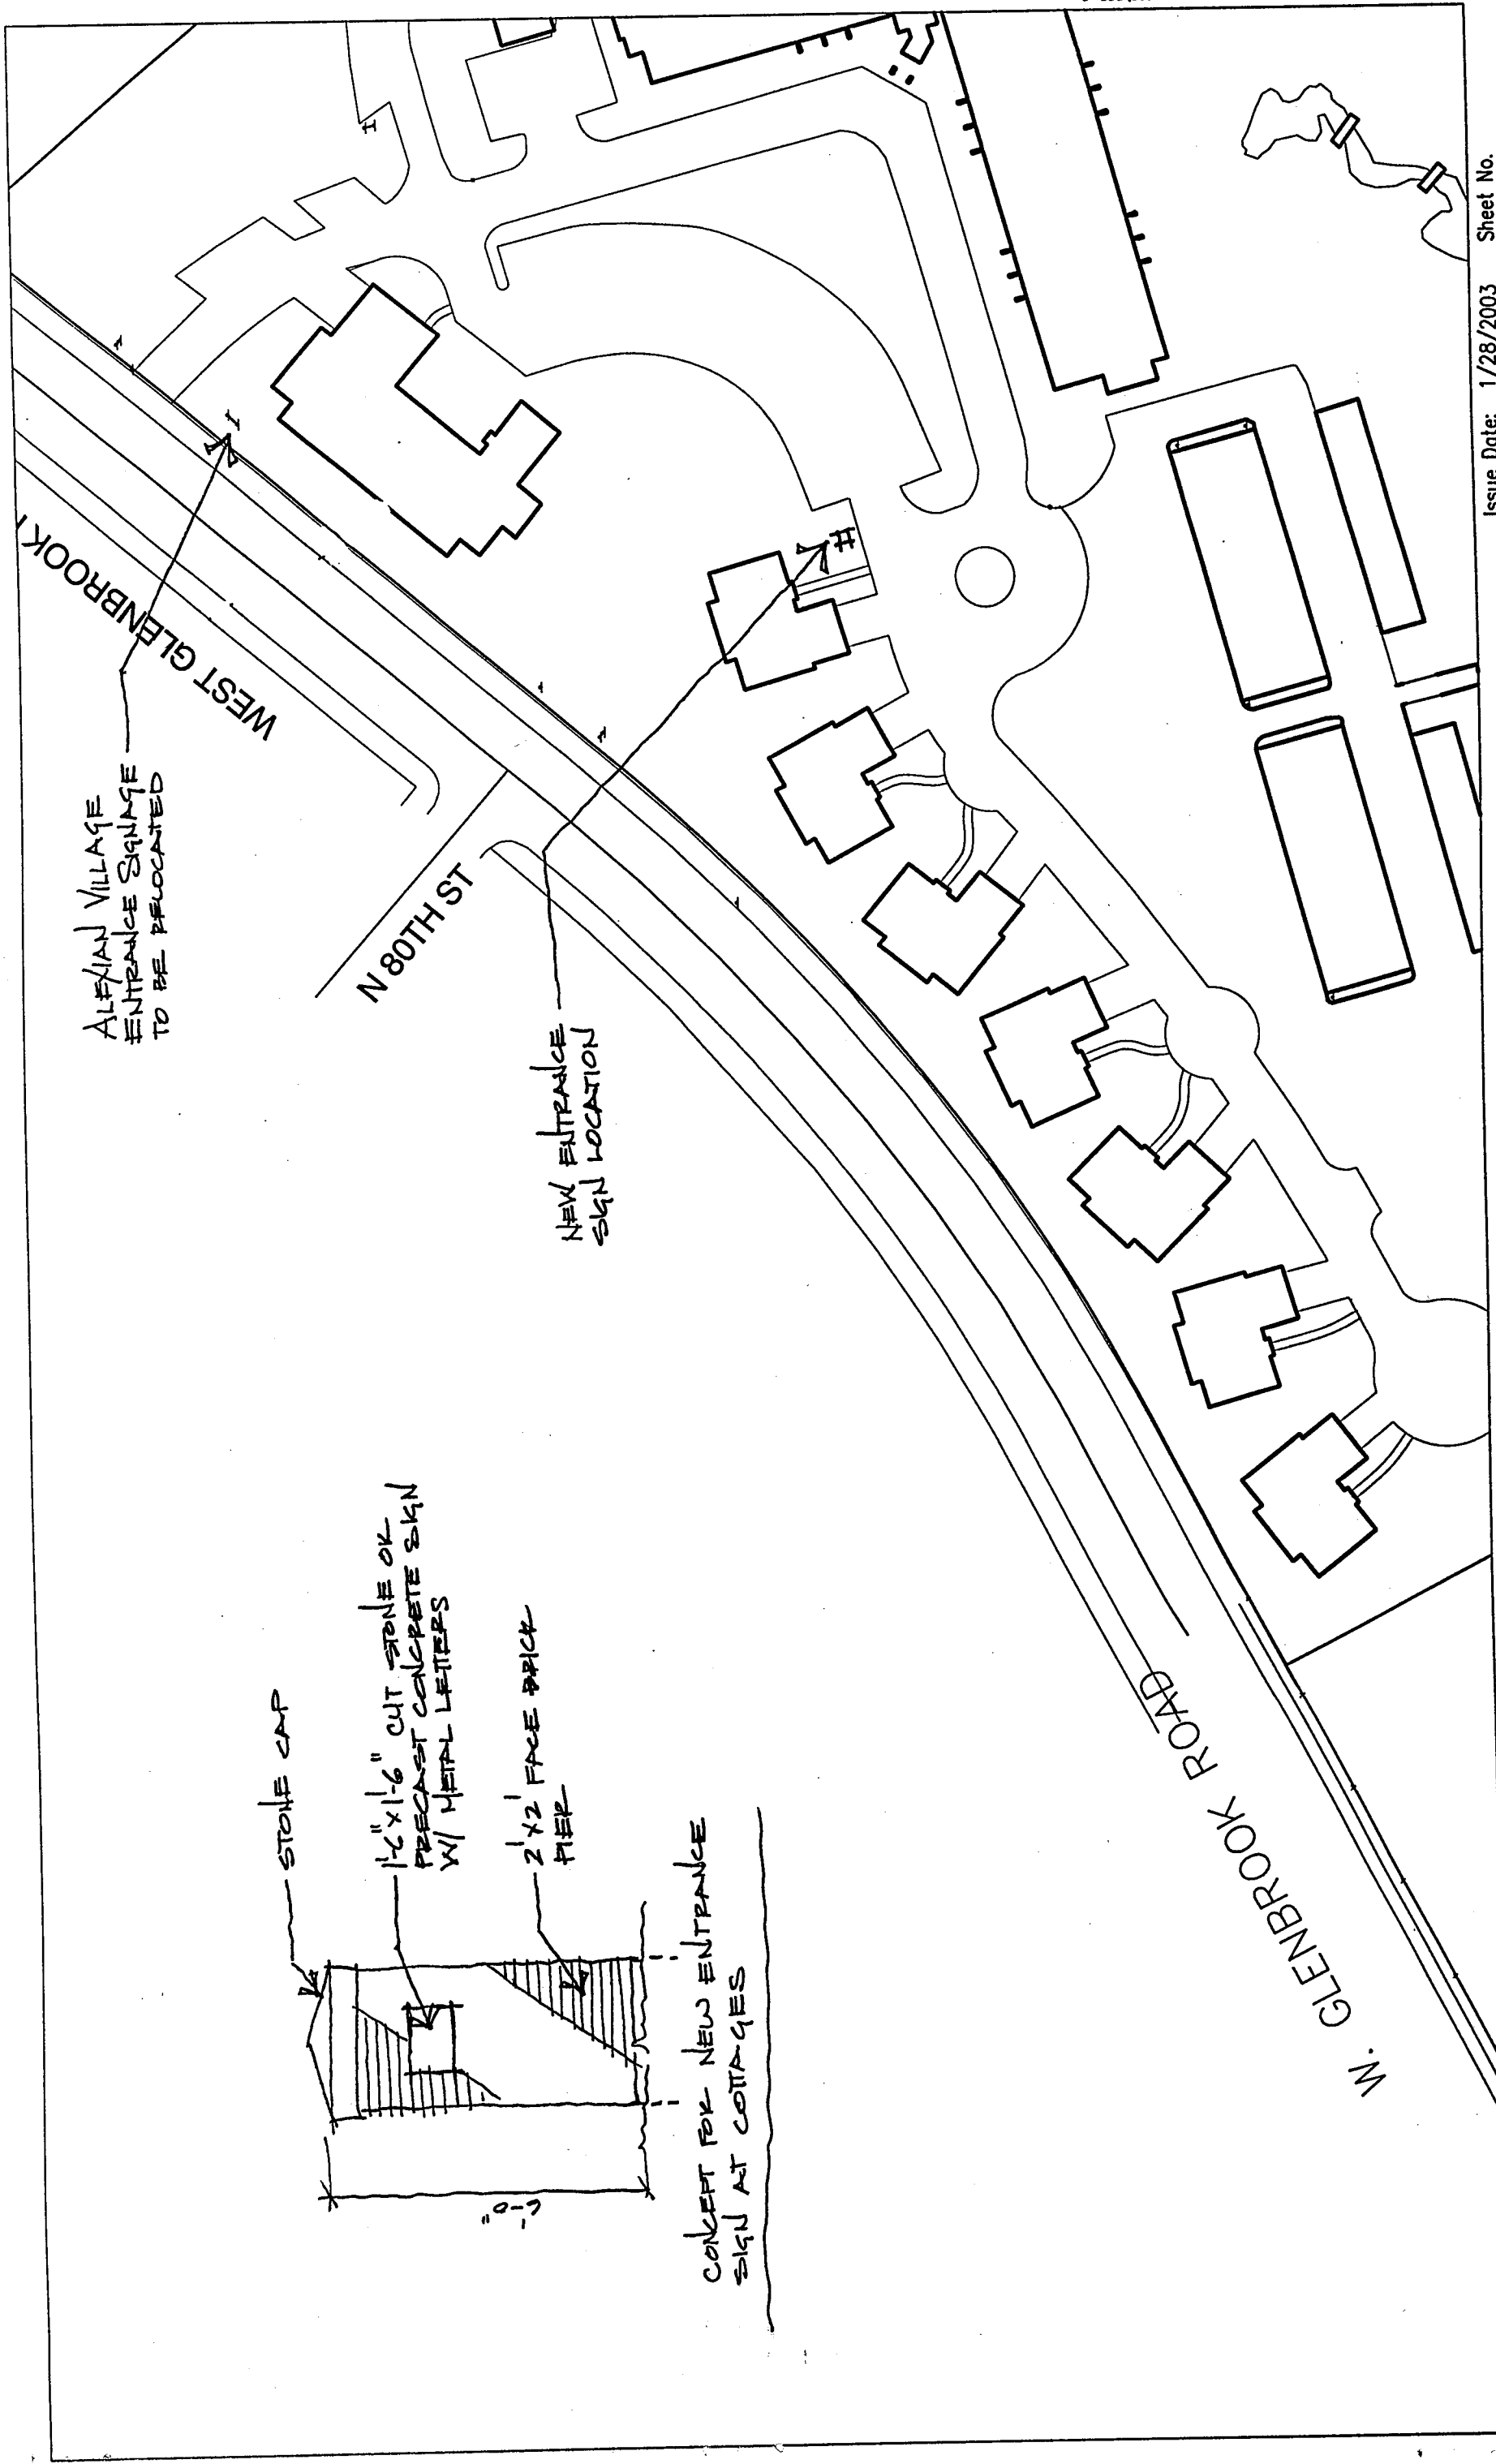 STONE CAP
1'-6" X 1'-6" CUT STONE OR
PRECAST CONCRETE SIGN
W/ METAL LETTERS
2' X 2' FACE BRICK
PIER
6'-0"
CONCEPT FOR NEW ENTRANCE
SIGN AT COTTAGES
ALEXIAN VILLAGE
ENTRANCE SIGNAGE
TO BE RELOCATED
WEST GLENBROOK
N 80TH ST
NEW ENTRANCE
SIGN LOCATION
W. GLENBROOK ROAD
Issue Date: 1/28/2003 Sheet No.